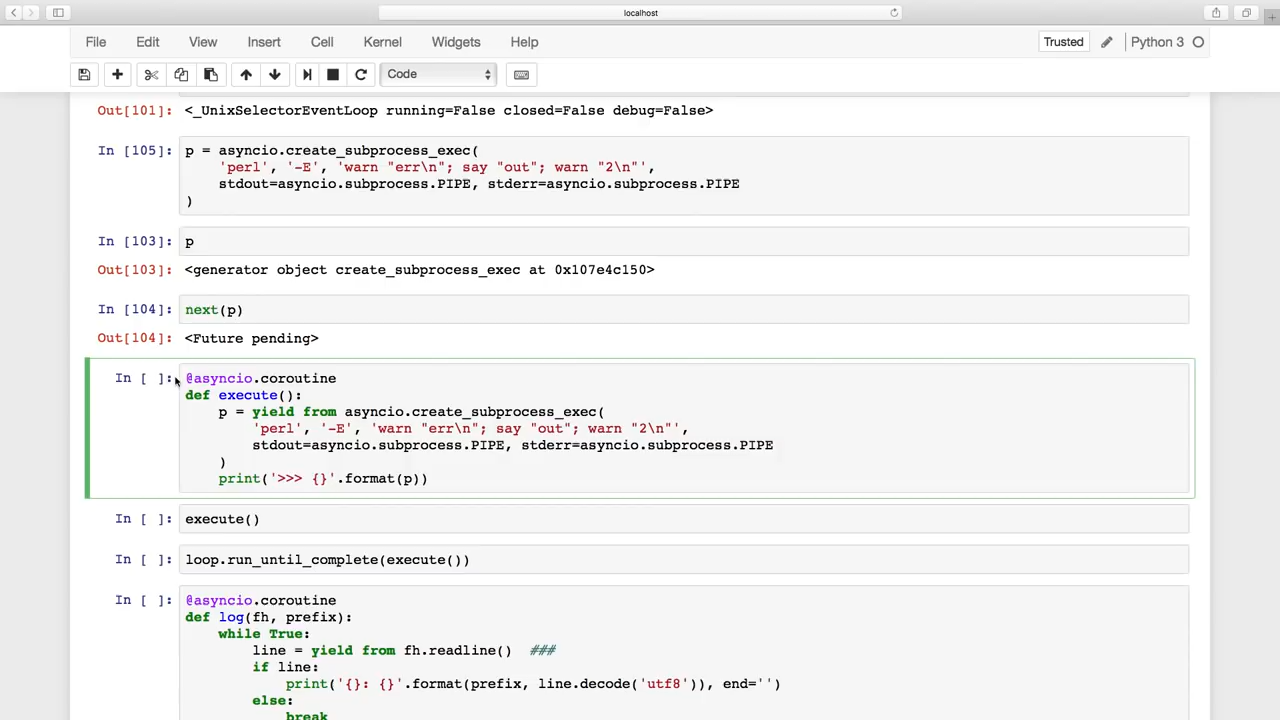 localhost
File Edit View Insert Cell Kernel Widgets Help Trusted Python 3
Code
Out[101]: <_UnixSelectorEventLoop running=False closed=False debug=False>
In [105]: p = asyncio.create_subprocess_exec(
'perl', '-E', 'warn "err\n"; say "out"; warn "2\n"',
stdout=asyncio.subprocess.PIPE, stderr=asyncio.subprocess.PIPE
)
In [103]: p
Out[103]: <generator object create_subprocess_exec at 0x107e4c150>
In [104]: next(p)
Out[104]: <Future pending>
In [ ]: @asyncio.coroutine
def execute():
p = yield from asyncio.create_subprocess_exec(
'perl', '-E', 'warn "err\n"; say "out"; warn "2\n"',
stdout=asyncio.subprocess.PIPE, stderr=asyncio.subprocess.PIPE
)
print('>>> {}'.format(p))
In [ ]: execute()
In [ ]: loop.run_until_complete(execute())
In [ ]: @asyncio.coroutine
def log(fh, prefix):
while True:
line = yield from fh.readline() ###
if line:
print('{}: {}'.format(prefix, line.decode('utf8')), end='')
else:
break